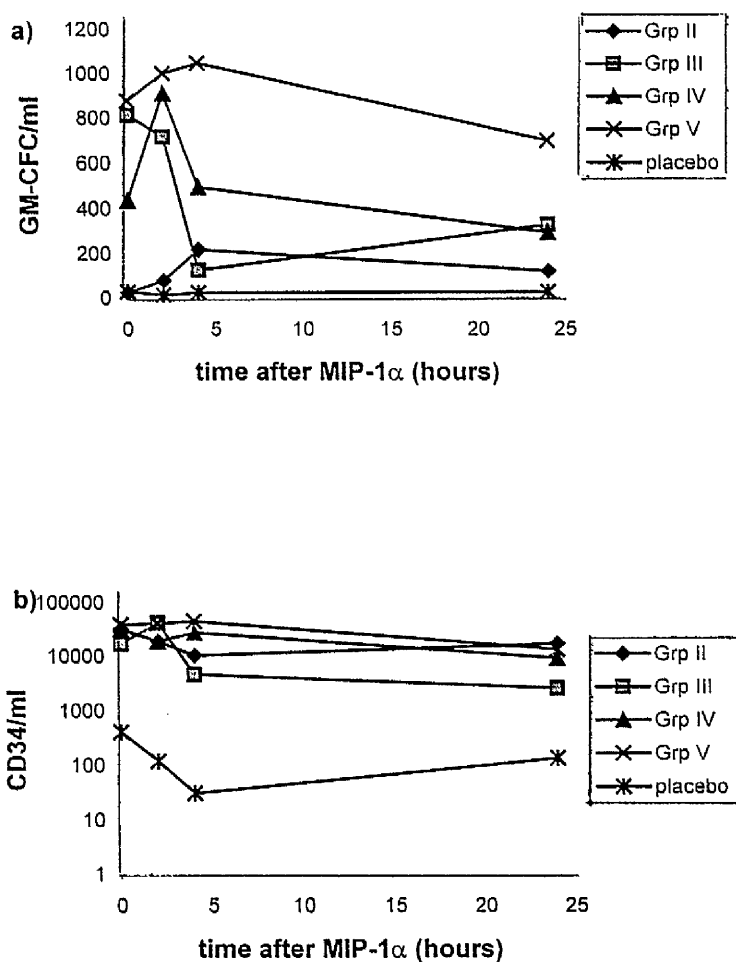 a)
1200
1000
800
600
400
200
0
GM-CFC/ml
0 5 10 15 20 25
time after MIP-1α (hours)
Grp II
Grp III
Grp IV
Grp V
placebo
b)
100000
10000
1000
100
10
1
CD34/ml
0 5 10 15 20 25
time after MIP-1α (hours)
Grp II
Grp III
Grp IV
Grp V
placebo